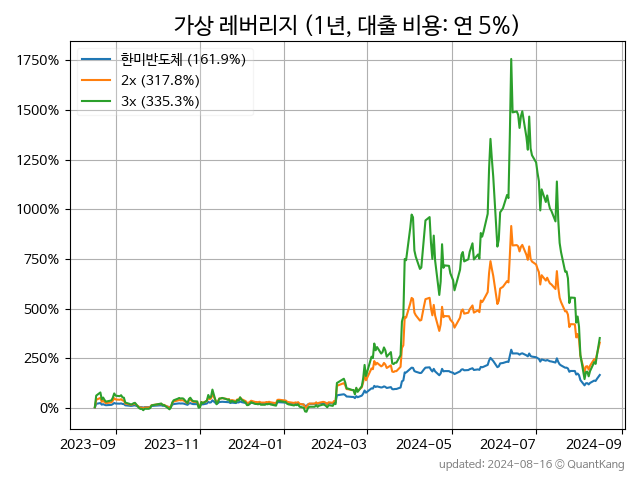 가상 레버리지 (1년, 대출 비용: 연 5%)
한미반도체 (161.9%)
2x (317.8%)
3x (335.3%)
1750%
1500%
1250%
1000%
750%
500%
250%
0%
2023-09 2023-11 2024-01 2024-03 2024-05 2024-07 2024-09
updated: 2024-08-16 © QuantKang